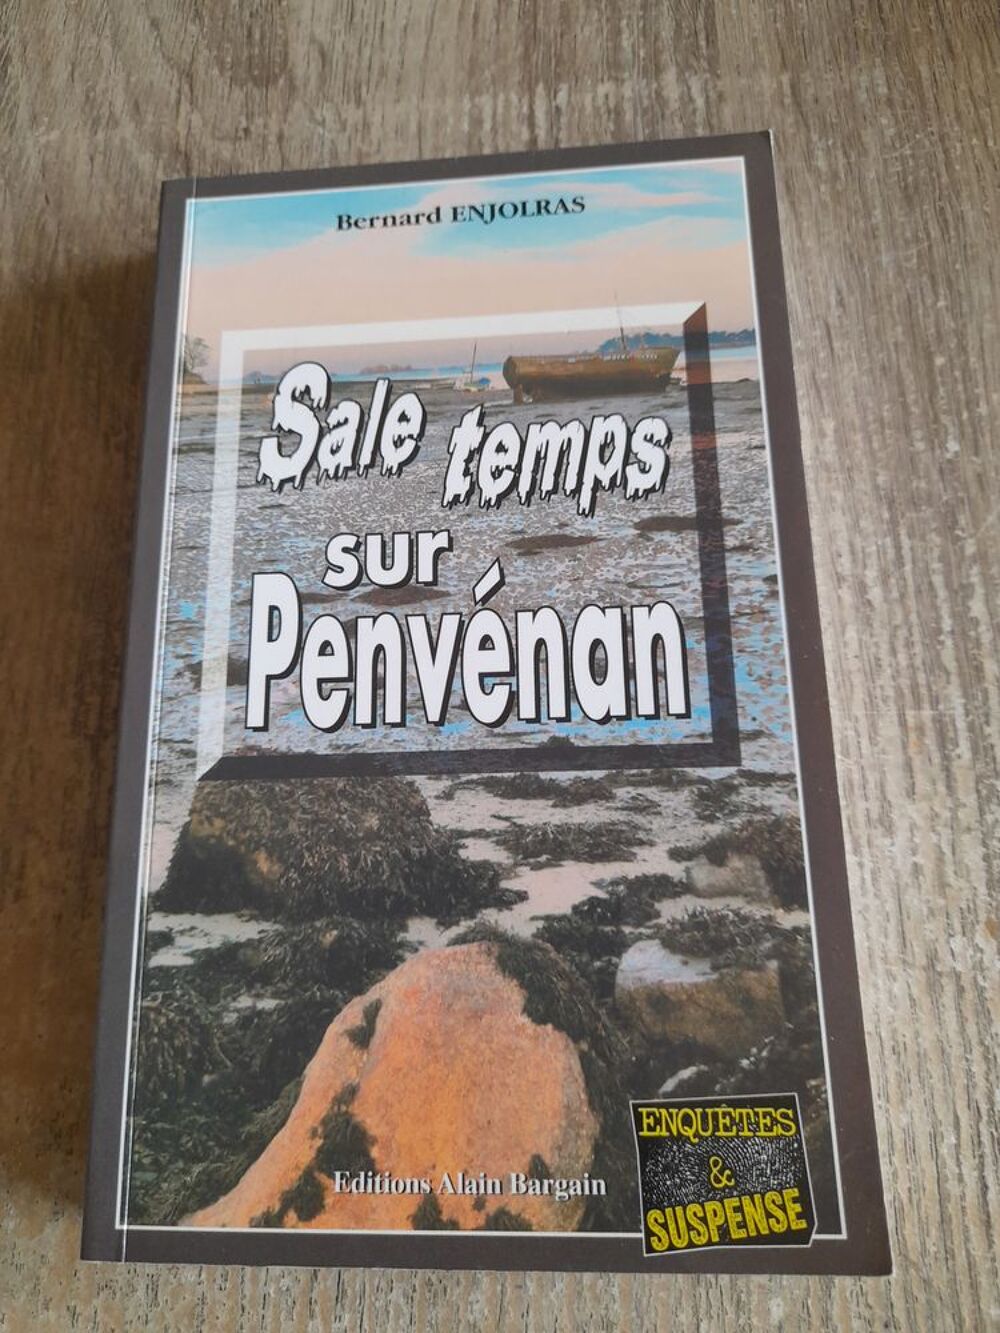 Bernard ENJOLRAS
Sale temps
sur
Penvénan
Editions Alain Bargain
ENQUÊTES
&
SUSPENSE